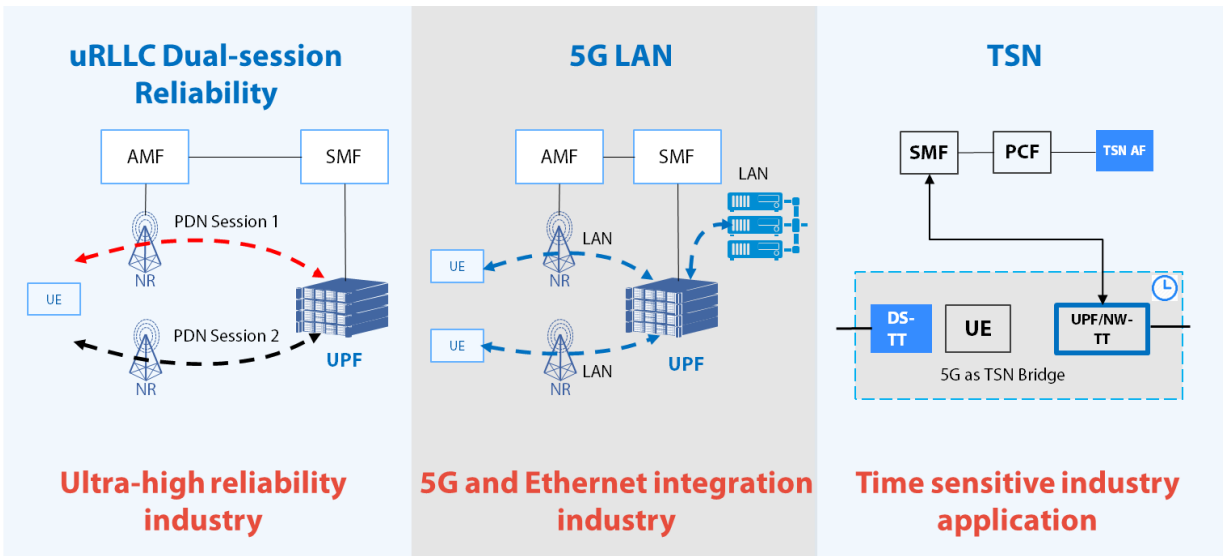 uRLLC Dual-session
Reliability
AMF
SMF
PDN Session 1
NR
UE
PDN Session 2
NR
UPF
Ultra-high reliability
industry
5G LAN
AMF
SMF
LAN
LAN
UE
NR
UE
LAN
NR
UPF
5G and Ethernet integration
industry
TSN
SMF
PCF
TSN AF
DS-
TT
UE
UPF/NW-
TT
5G as TSN Bridge
Time sensitive industry
application